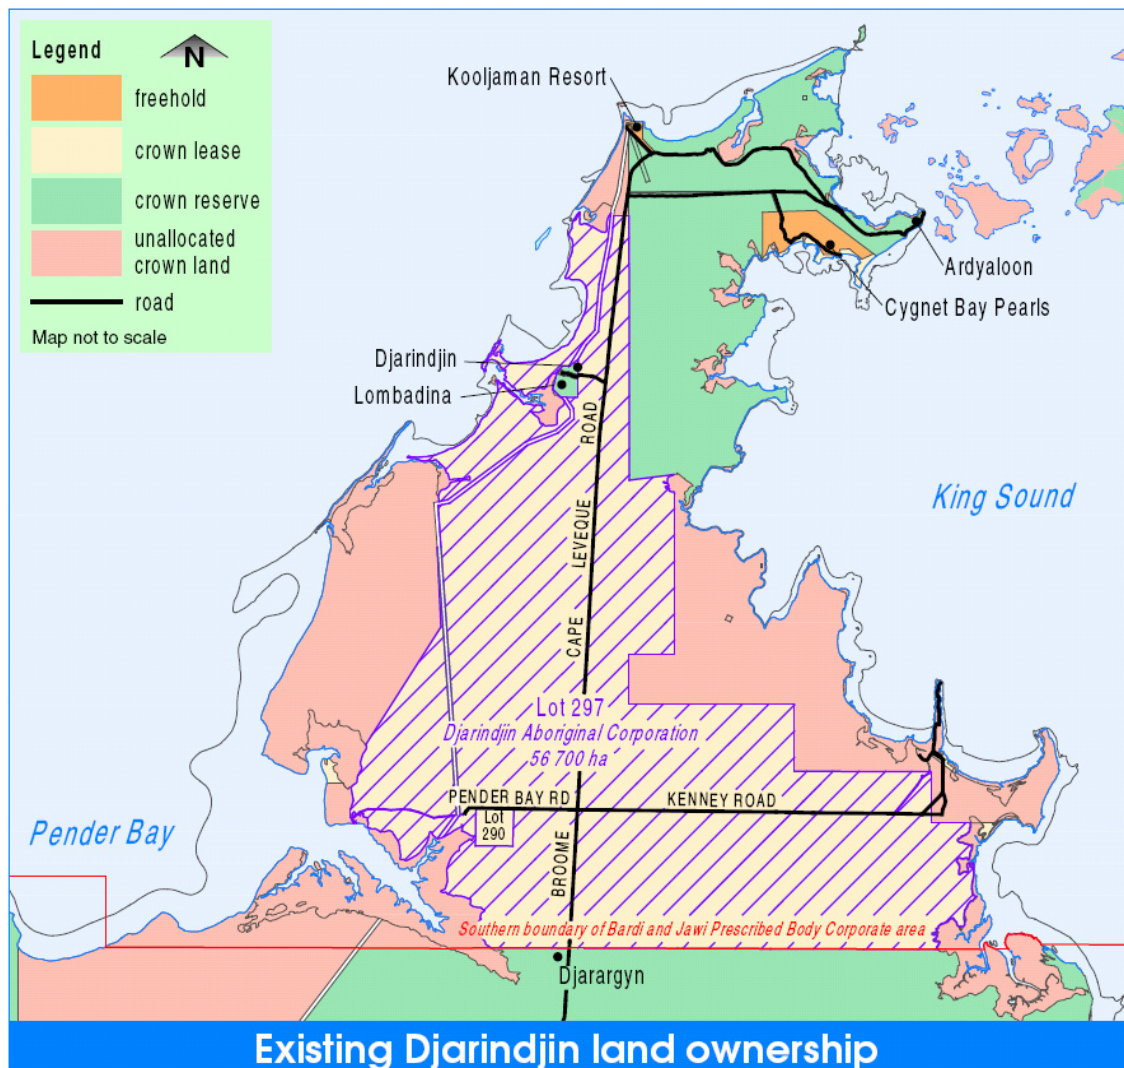 Legend
N
freehold
crown lease
crown reserve
unallocated
crown land
road
Map not to scale
Kooljaman Resort
Ardyaloon
Cygnet Bay Pearls
Djarindjin
Lombadina
King Sound
CAPE LEVEQUE ROAD
Lot 297
Djarindjin Aboriginal Corporation
56 700 ha
PENDER BAY RD
KENNEY ROAD
Lot
290
Pender Bay
BROOME
Southern boundary of Bardi and Jawi Prescribed Body Corporate area
Djarargyn
Existing Djarindjin land ownership